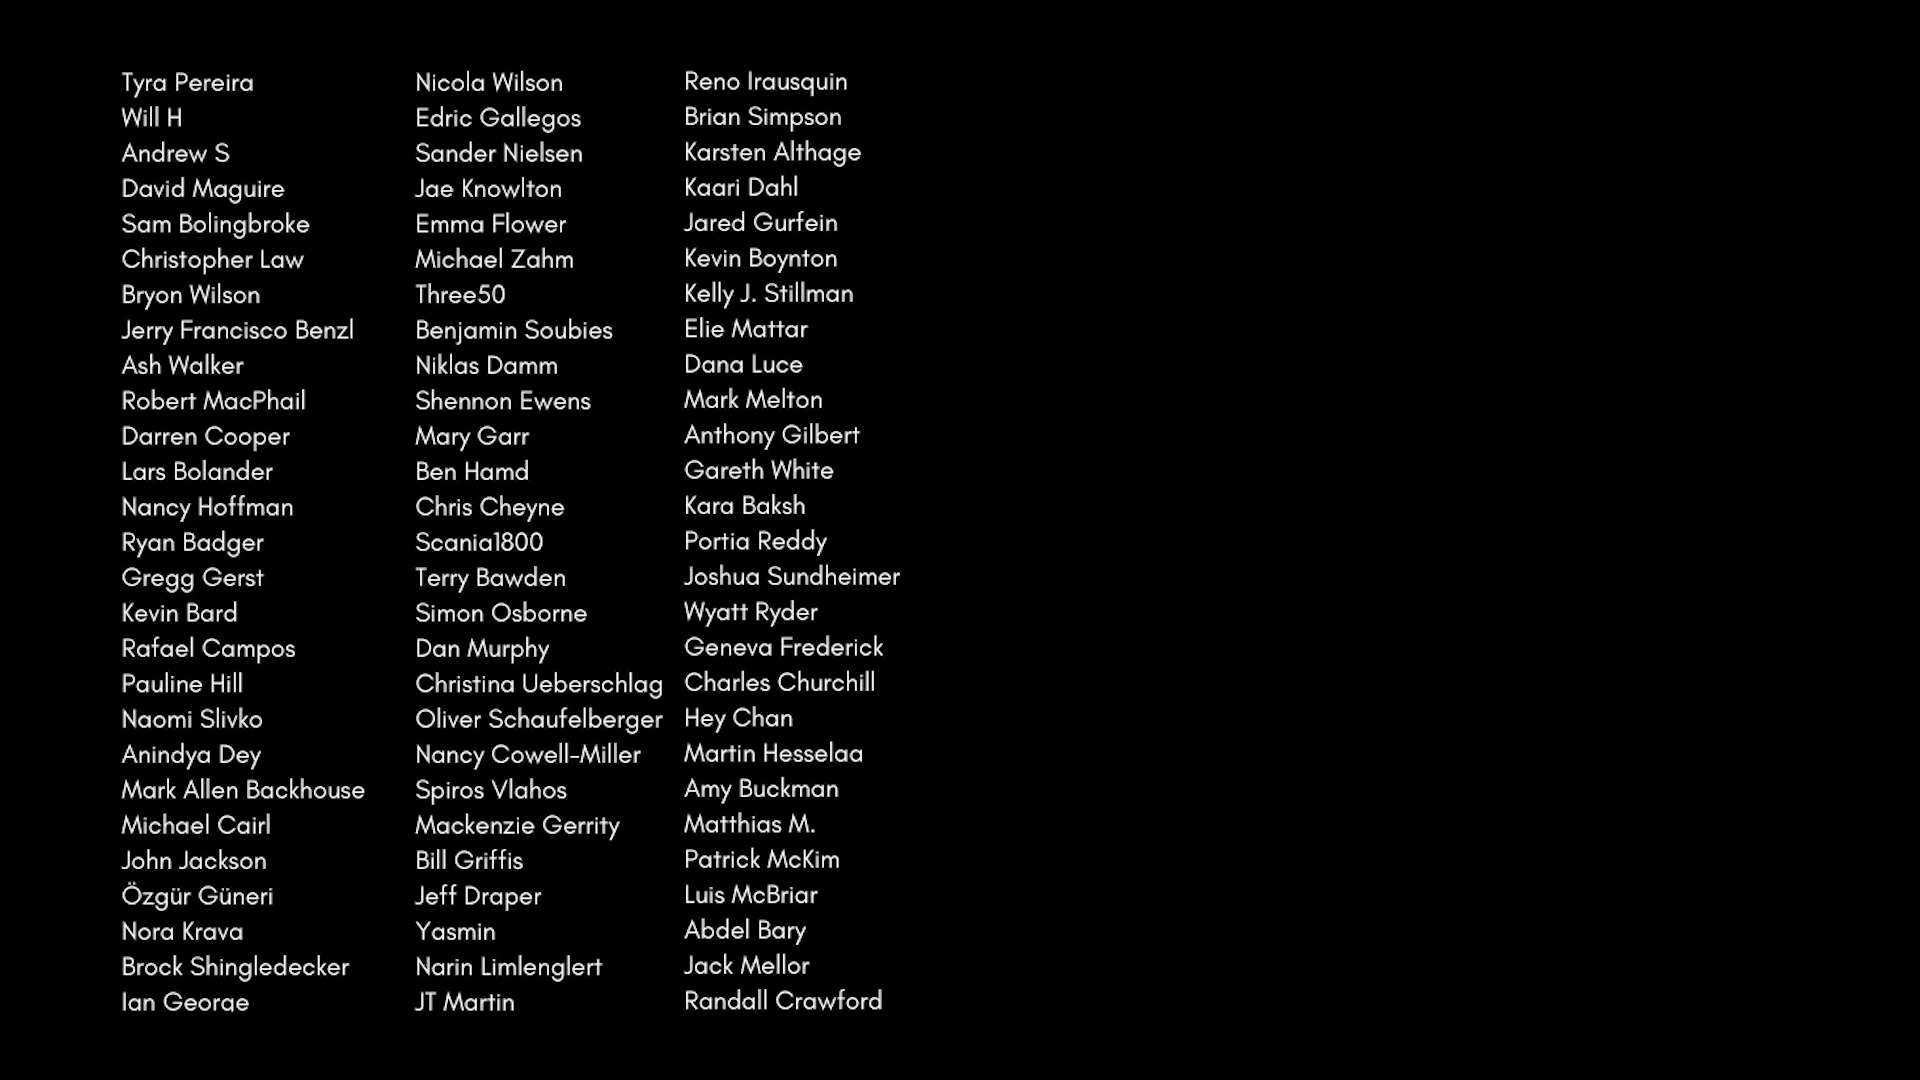 Tyra Pereira
Will H
Andrew S
David Maguire
Sam Bolingbroke
Christopher Law
Bryon Wilson
Jerry Francisco Benzl
Ash Walker
Robert MacPhail
Darren Cooper
Lars Bolander
Nancy Hoffman
Ryan Badger
Gregg Gerst
Kevin Bard
Rafael Campos
Pauline Hill
Naomi Slivko
Anindya Dey
Mark Allen Backhouse
Michael Cairl
John Jackson
Özgür Güneri
Nora Krava
Brock Shingledecker
Ian George
Nicola Wilson
Edric Gallegos
Sander Nielsen
Jae Knowlton
Emma Flower
Michael Zahm
Three50
Benjamin Soubies
Niklas Damm
Shennon Ewens
Mary Garr
Ben Hamd
Chris Cheyne
Scania1800
Terry Bawden
Simon Osborne
Dan Murphy
Christina Ueberschlag
Oliver Schaufelberger
Nancy Cowell-Miller
Spiros Vlahos
Mackenzie Gerrity
Bill Griffis
Jeff Draper
Yasmin
Narin Limlenglert
JT Martin
Reno Irausquin
Brian Simpson
Karsten Althage
Kaari Dahl
Jared Gurfein
Kevin Boynton
Kelly J. Stillman
Elie Mattar
Dana Luce
Mark Melton
Anthony Gilbert
Gareth White
Kara Baksh
Portia Reddy
Joshua Sundheimer
Wyatt Ryder
Geneva Frederick
Charles Churchill
Hey Chan
Martin Hesselaa
Amy Buckman
Matthias M.
Patrick McKim
Luis McBriar
Abdel Bary
Jack Mellor
Randall Crawford